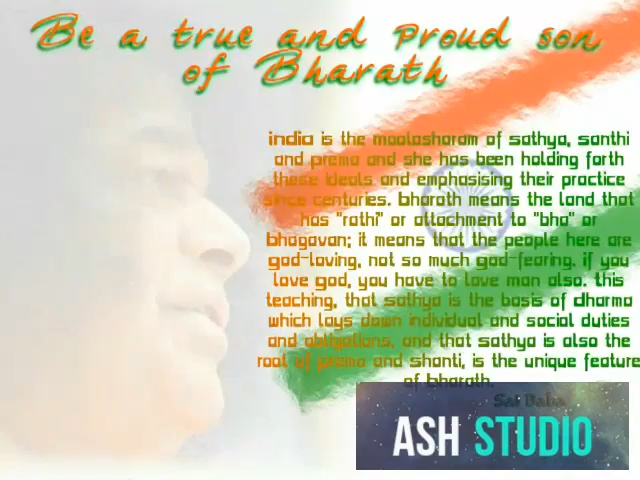 Be a true and proud son
of Bharath
india is the moolasharam of sathya, santhi
and prema and she has been holding forth
these ideals and emphasising their practice
since centuries. bharath means the land that
has "rathi" or attachment to "bha" or
bhagavan; it means that the people here are
god-loving, not so much god-fearing. if you
love god, you have to love man also. this
teaching, that sathya is the basis of dharma
which lays down individual and social duties
and obligations, and that sathya is also the
root of prema and shanti, is the unique feature
of bharath.
Sai Baba
ASH STUDIO